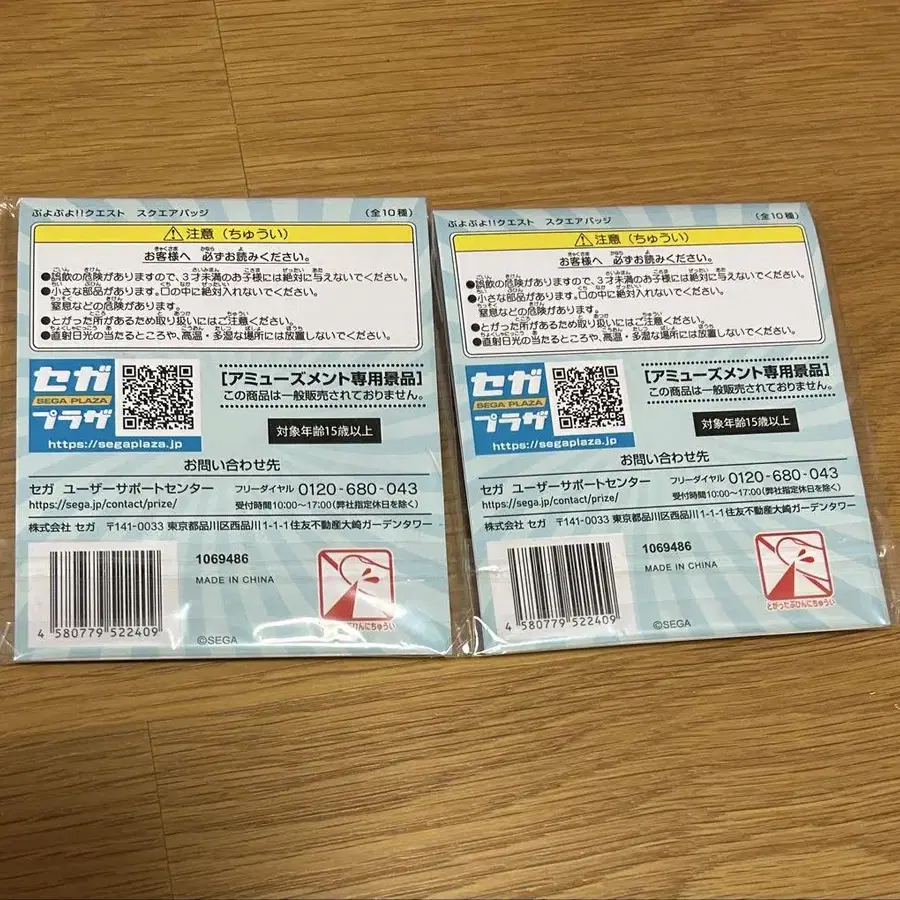 ぷよぷよ!!クエスト スクエアバッジ (全10種)
⚠注意(ちゅうい)
お客様へ 必ずお読みください。
●誤飲の危険がありますので、3才未満のお子様には絶対に与えないでください。
●小さな部品があります。口の中に絶対入れないでください。
窒息などの危険があります。
●とがった所があるため取り扱いにはご注意ください。
●直射日光の当たるところや、高温・多湿な場所には放置しないでください。
セガ
SEGA PLAZA
プラザ
https://segaplaza.jp
[アミューズメント専用景品]
この商品は一般販売されておりません。
対象年齢15歳以上
お問い合わせ先
セガ ユーザーサポートセンター フリーダイヤル 0120-680-043
https://sega.jp/contact/prize/ 受付時間10:00~17:00(弊社指定休日を除く)
株式会社 セガ 〒141-0033 東京都品川区西品川1-1-1住友不動産大崎ガーデンタワー
1069486
MADE IN CHINA
4 580779 522409
©SEGA
ぶひんにちゅうい
ぷよぷよ!!クエスト スクエアバッジ (全10種)
⚠注意(ちゅうい)
お客様へ 必ずお読みください。
●誤飲の危険がありますので、3才未満のお子様には絶対に与えないでください。
●小さな部品があります。口の中に絶対入れないでください。
窒息などの危険があります。
●とがった所があるため取り扱いにはご注意ください。
●直射日光の当たるところや、高温・多湿な場所には放置しないでください。
セガ
SEGA PLAZA
プラザ
https://segaplaza.jp
[アミューズメント専用景品]
この商品は一般販売されておりません。
対象年齢15歳以上
お問い合わせ先
セガ ユーザーサポートセンター フリーダイヤル 0120-680-043
https://sega.jp/contact/prize/ 受付時間10:00~17:00(弊社指定休日を除く)
株式会社 セガ 〒141-0033 東京都品川区西品川1-1-1住友不動産大崎ガーデンタワー
1069486
MADE IN CHINA
4 580779 522409
©SEGA
とがったぶひんにちゅうい